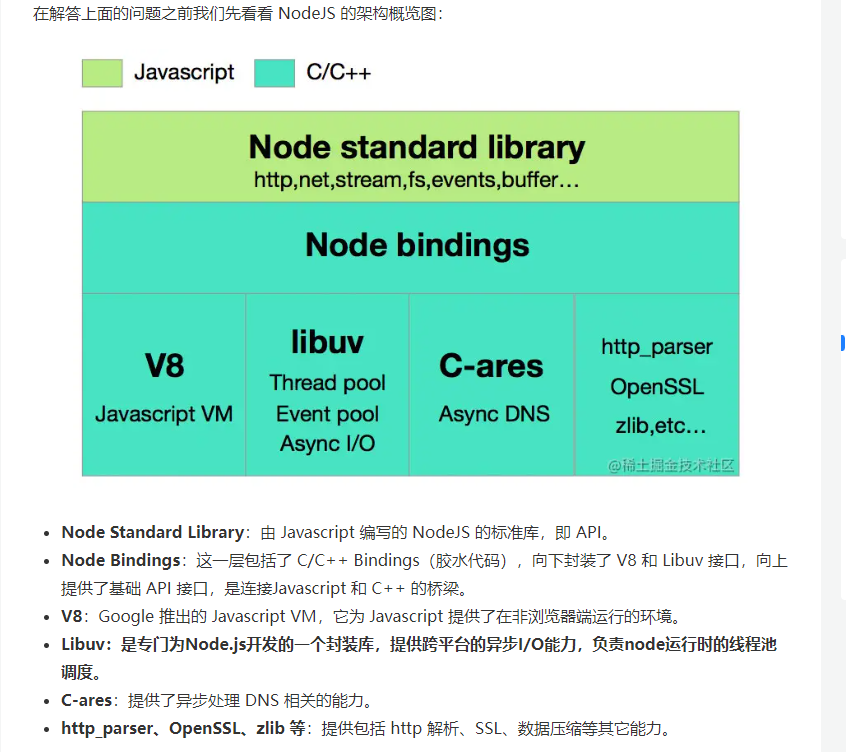 在解答上面的问题之前我们先看看 NodeJS 的架构概览图：
Javascript
C/C++
Node standard library
http,net,stream,fs,events,buffer…
Node bindings
V8
Javascript VM
libuv
Thread pool
Event pool
Async I/O
C-ares
Async DNS
http_parser
OpenSSL
zlib,etc…
@稀土掘金技术社区
• Node Standard Library：由 Javascript 编写的 NodeJS 的标准库，即 API。
• Node Bindings：这一层包括了 C/C++ Bindings（胶水代码），向下封装了 V8 和 Libuv 接口，向上
提供了基础 API 接口，是连接Javascript 和 C++ 的桥梁。
• V8：Google 推出的 Javascript VM，它为 Javascript 提供了在非浏览器端运行的环境。
• Libuv：是专门为Node.js开发的一个封装库，提供跨平台的异步I/O能力，负责node运行时的线程池
调度。
• C-ares：提供了异步处理 DNS 相关的能力。
• http_parser、OpenSSL、zlib 等：提供包括 http 解析、SSL、数据压缩等其它能力。